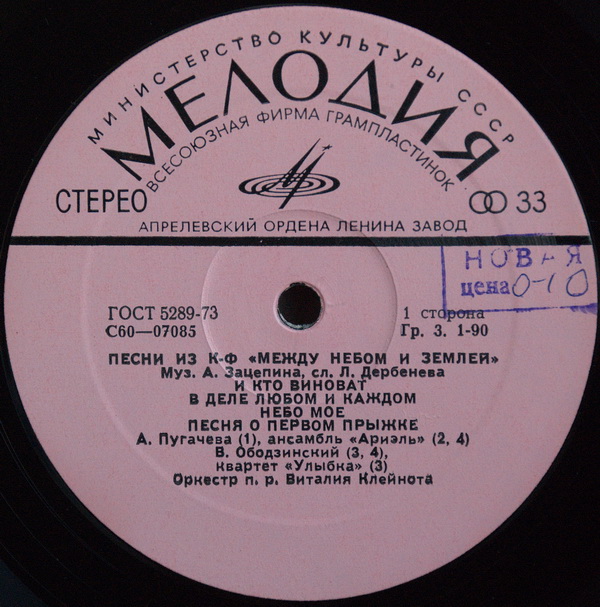 МИНИСТЕРСТВО КУЛЬТУРЫ СССР
МЕЛОДИЯ
ВСЕСОЮЗНАЯ ФИРМА ГРАМПЛАСТИНОК
СТЕРЕО
33
АПРЕЛЕВСКИЙ ОРДЕНА ЛЕНИНА ЗАВОД
НОВАЯ
цена 0-10
ГОСТ 5289-73
1 сторона
С60—07085
Гр. 3. 1-90
ПЕСНИ ИЗ К-Ф «МЕЖДУ НЕБОМ И ЗЕМЛЕЙ»
Муз. А. Зацепина, сл. Л. Дербенева
И КТО ВИНОВАТ
В ДЕЛЕ ЛЮБОМ И КАЖДОМ
НЕБО МОЕ
ПЕСНЯ О ПЕРВОМ ПРЫЖКЕ
А. Пугачева (1), ансамбль «Ариэль» (2, 4)
В. Ободзинский (3, 4),
квартет «Улыбка» (3)
Оркестр п. р. Виталия Клейнота